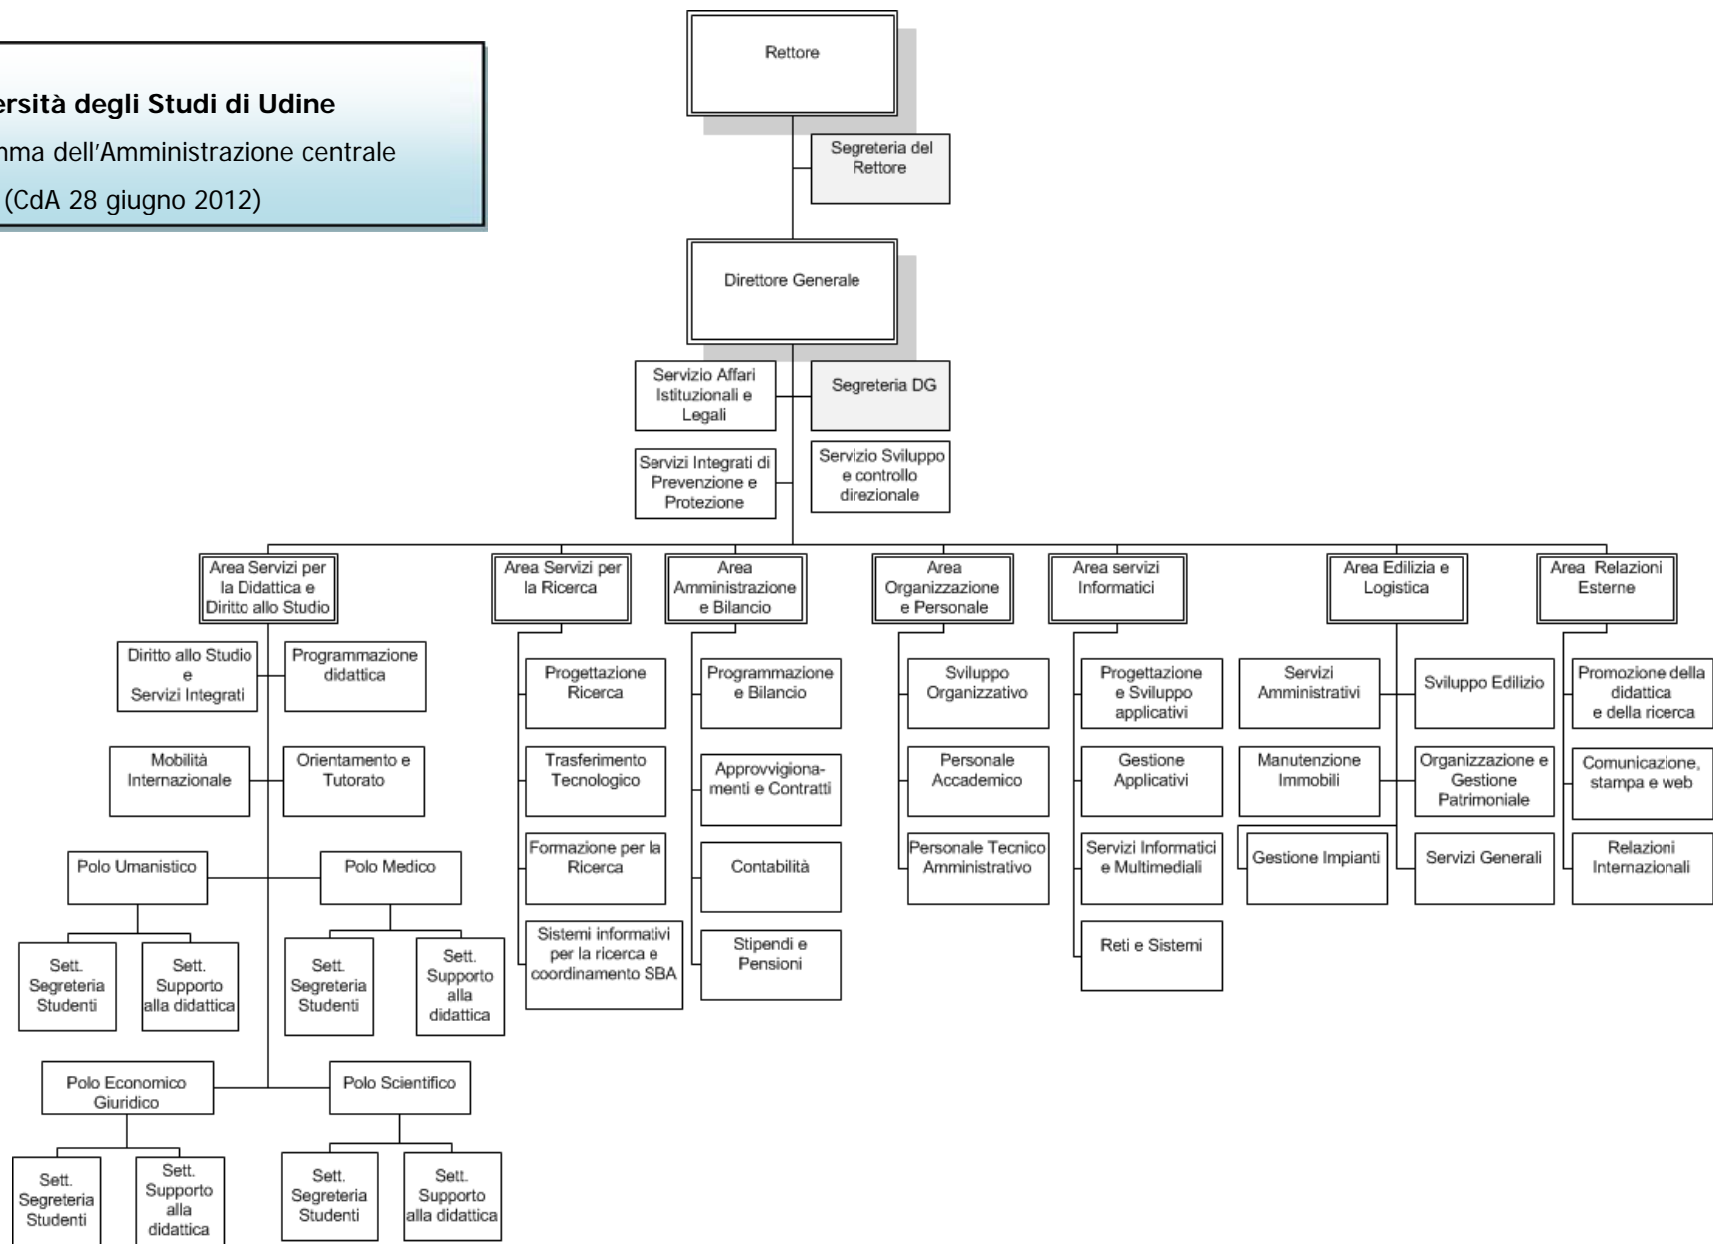 ersità degli Studi di Udine
mma dell'Amministrazione centrale
(CdA 28 giugno 2012)
Rettore
Segreteria del
Rettore
Direttore Generale
Servizio Affari
Istituzionali e
Legali
Segreteria DG
Servizi Integrati di
Prevenzione e
Protezione
Servizio Sviluppo
e controllo
direzionale
Area Servizi per
la Didattica e
Diritto allo Studio
Area Servizi per
la Ricerca
Area
Amministrazione
e Bilancio
Area
Organizzazione
e Personale
Area servizi
Informatici
Area Edilizia e
Logistica
Area Relazioni
Esterne
Diritto allo Studio
e
Servizi Integrati
Programmazione
didattica
Mobilità
Internazionale
Orientamento e
Tutorato
Polo Umanistico
Polo Medico
Sett.
Segreteria
Studenti
Sett.
Supporto
alla didattica
Sett.
Segreteria
Studenti
Sett.
Supporto
alla
didattica
Polo Economico
Giuridico
Polo Scientifico
Sett.
Segreteria
Studenti
Sett.
Supporto
alla
didattica
Sett.
Segreteria
Studenti
Sett.
Supporto
alla didattica
Progettazione
Ricerca
Trasferimento
Tecnologico
Formazione per la
Ricerca
Sistemi informativi
per la ricerca e
coordinamento SBA
Programmazione
e Bilancio
Approvvigiona-
menti e Contratti
Contabilità
Stipendi e
Pensioni
Sviluppo
Organizzativo
Personale
Accademico
Personale Tecnico
Amministrativo
Progettazione
e Sviluppo
applicativi
Gestione
Applicativi
Servizi Informatici
e Multimediali
Reti e Sistemi
Servizi
Amministrativi
Sviluppo Edilizio
Manutenzione
Immobili
Organizzazione e
Gestione
Patrimoniale
Gestione Impianti
Servizi Generali
Promozione della
didattica
e della ricerca
Comunicazione,
stampa e web
Relazioni
Internazionali